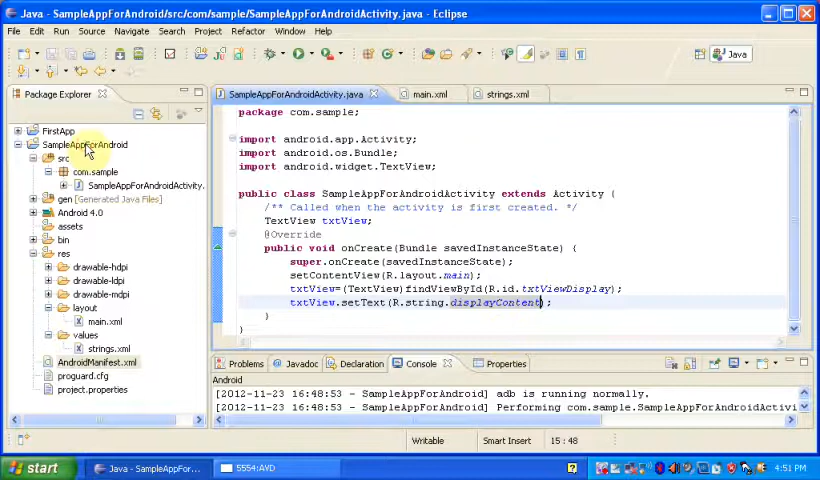 Java - SampleAppForAndroid/src/com/sample/SampleAppForAndroidActivity.java - Eclipse
File Edit Run Source Navigate Search Project Refactor Window Help
Java
Package Explorer
FirstApp
SampleAppForAndroid
src
com.sample
SampleAppForAndroidActivity.
gen [Generated Java Files]
Android 4.0
assets
bin
res
drawable-hdpi
drawable-ldpi
drawable-mdpi
layout
main.xml
values
strings.xml
AndroidManifest.xml
proguard.cfg
project.properties
SampleAppForAndroidActivity.java main.xml strings.xml
package com.sample;
import android.app.Activity;
import android.os.Bundle;
import android.widget.TextView;
public class SampleAppForAndroidActivity extends Activity {
/** Called when the activity is first created. */
TextView txtView;
@Override
public void onCreate(Bundle savedInstanceState) {
super.onCreate(savedInstanceState);
setContentView(R.layout.main);
txtView=(TextView)findViewById(R.id.txtViewDisplay);
txtView.setText(R.string.displayContent);
}
}
Problems Javadoc Declaration Console Properties
Android
[2012-11-23 16:48:53 - SampleAppForAndroid] adb is running normally.
[2012-11-23 16:48:53 - SampleAppForAndroid] Performing com.sample.SampleAppForAndroidActivi
Writable Smart Insert 15 : 48
start Java - SampleAppFor... 5554:AVD 4:51 PM